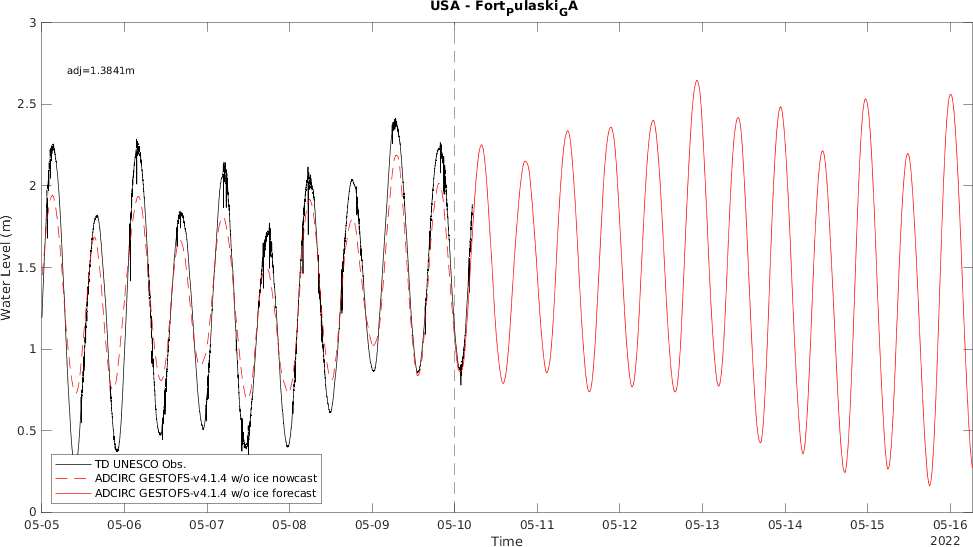 USA - Fort_Pulaski_GA
adj=1.3841m
Water Level (m)
3
2.5
2
1.5
1
0.5
0
TD UNESCO Obs.
ADCIRC GESTOFS-v4.1.4 w/o ice nowcast
ADCIRC GESTOFS-v4.1.4 w/o ice forecast
05-05 05-06 05-07 05-08 05-09 05-10 05-11 05-12 05-13 05-14 05-15 05-16
Time 2022